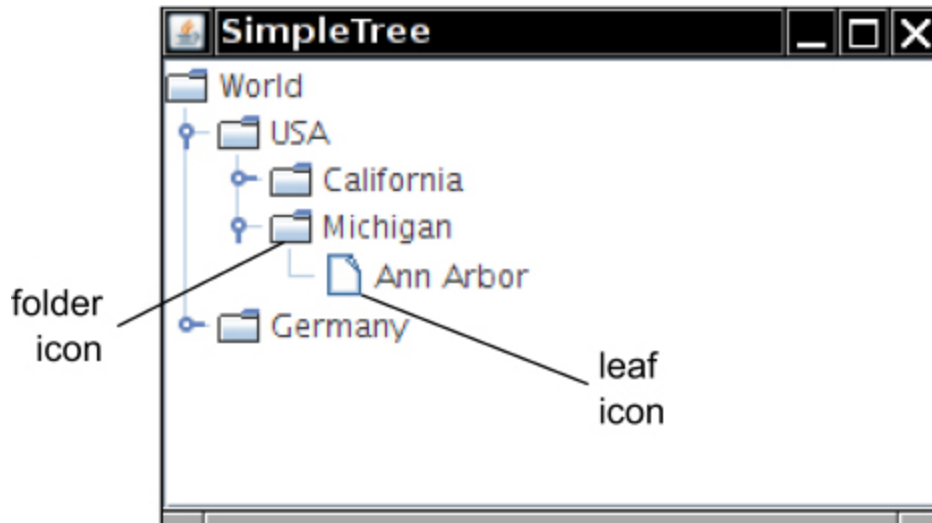 SimpleTree
World
USA
California
Michigan
Ann Arbor
Germany
folder
icon
leaf
icon